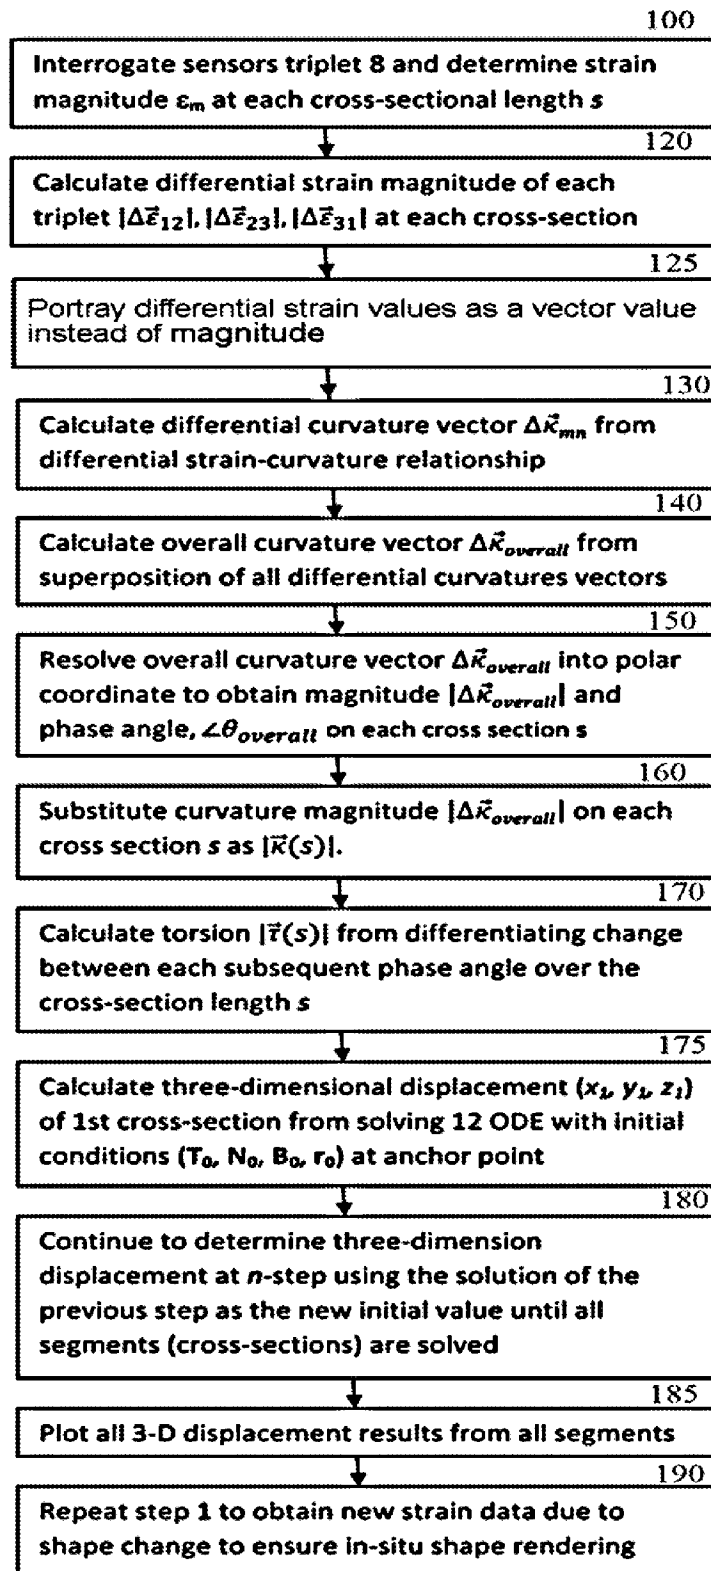 100
Interrogate sensors triplet 8 and determine strain
magnitude εₘ at each cross-sectional length s
120
Calculate differential strain magnitude of each
triplet |Δε⃗₁₂|, |Δε⃗₂₃|, |Δε⃗₃₁| at each cross-section
125
Portray differential strain values as a vector value
instead of magnitude
130
Calculate differential curvature vector Δκ⃗ₘₙ from
differential strain-curvature relationship
140
Calculate overall curvature vector Δκ⃗overall from
superposition of all differential curvatures vectors
150
Resolve overall curvature vector Δκ⃗overall into polar
coordinate to obtain magnitude |Δκ⃗overall| and
phase angle, ∠θoverall on each cross section s
160
Substitute curvature magnitude |Δκ⃗overall| on each
cross section s as |κ⃗(s)|.
170
Calculate torsion |τ⃗(s)| from differentiating change
between each subsequent phase angle over the
cross-section length s
175
Calculate three-dimensional displacement (x₁, y₁, z₁)
of 1st cross-section from solving 12 ODE with initial
conditions (T₀, N₀, B₀, r₀) at anchor point
180
Continue to determine three-dimension
displacement at n-step using the solution of the
previous step as the new initial value until all
segments (cross-sections) are solved
185
Plot all 3-D displacement results from all segments
190
Repeat step 1 to obtain new strain data due to
shape change to ensure in-situ shape rendering